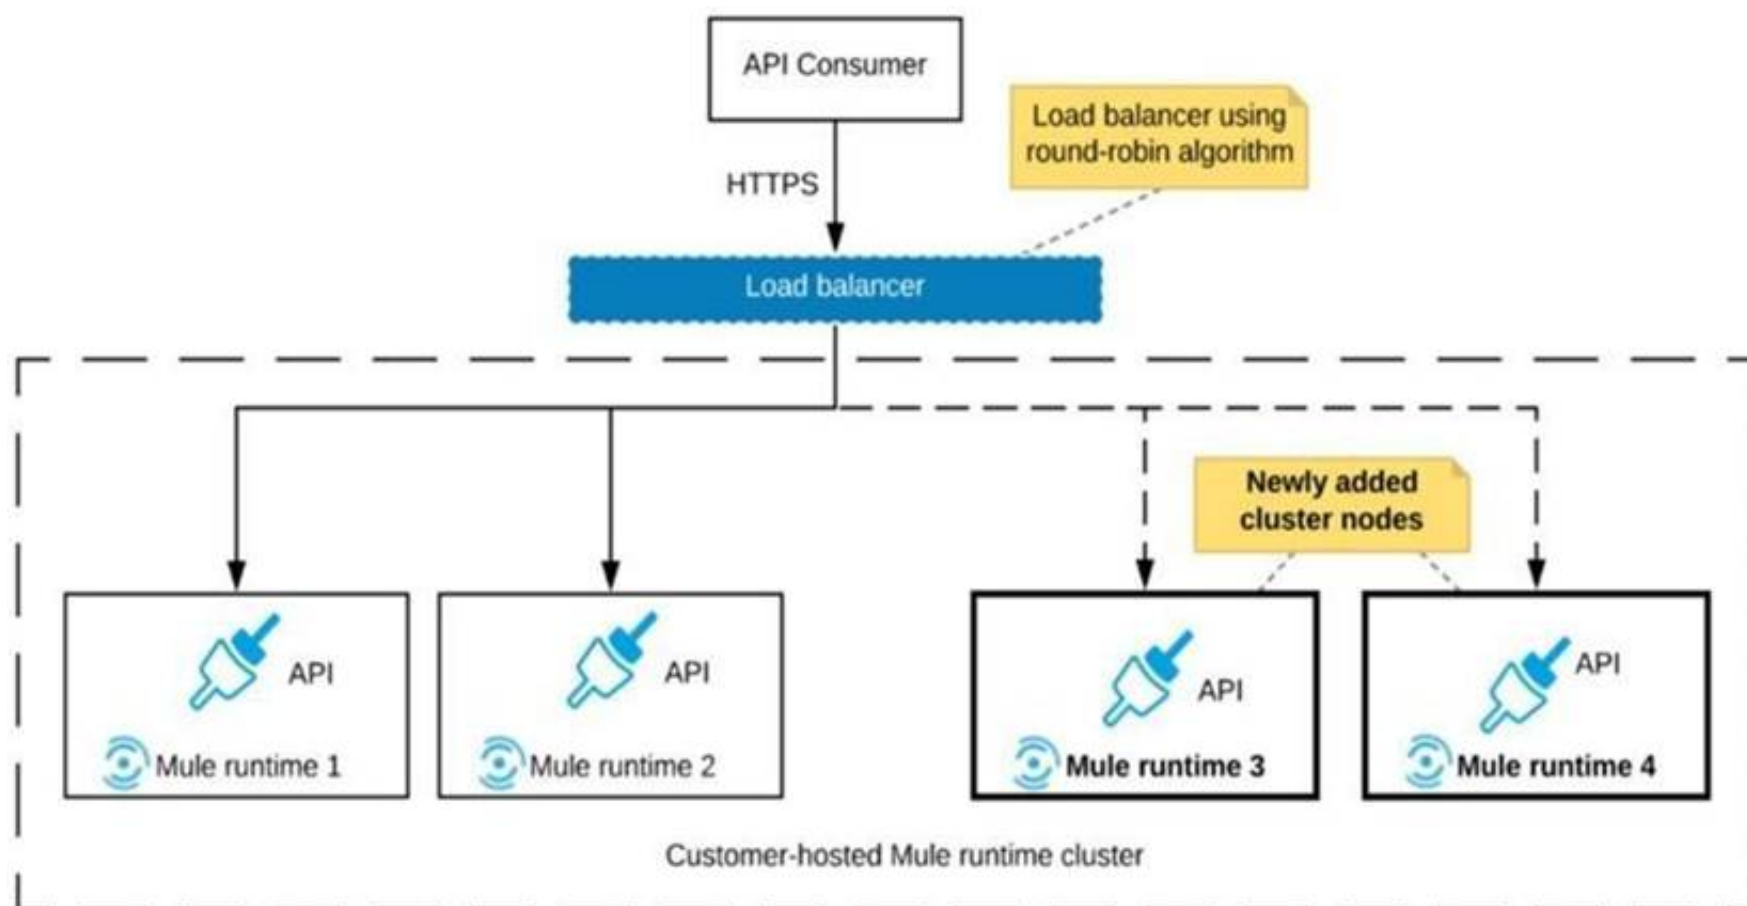 API Consumer
Load balancer using
round-robin algorithm
HTTPS
Load balancer
Newly added
cluster nodes
API
API
API
API
Mule runtime 1
Mule runtime 2
Mule runtime 3
Mule runtime 4
Customer-hosted Mule runtime cluster